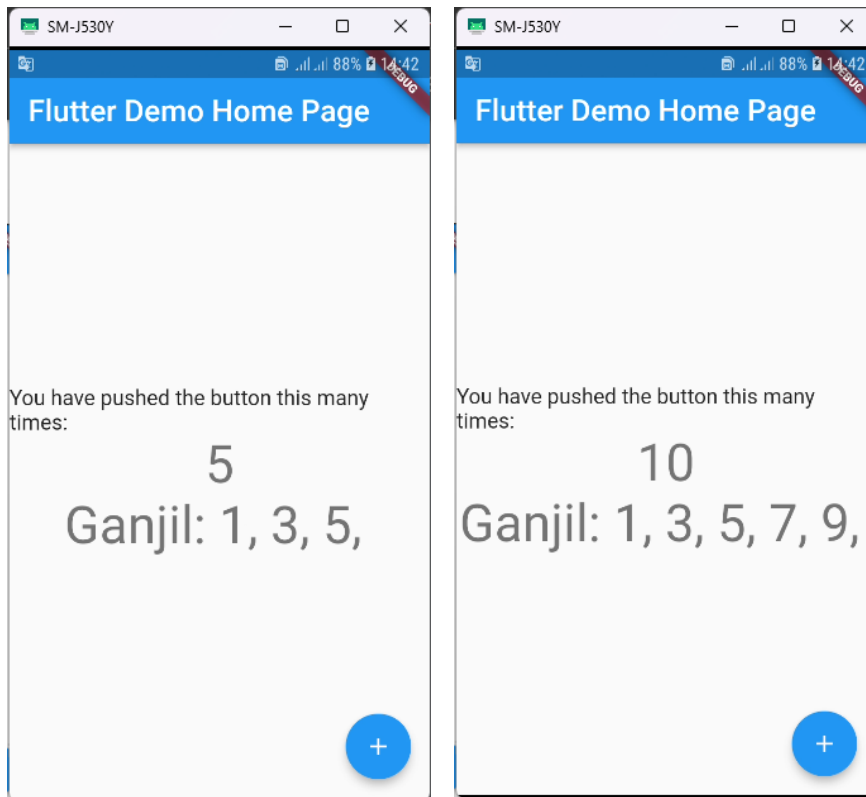 SM-J530Y
88% 14:42
DEBUG
Flutter Demo Home Page
You have pushed the button this many
times:
5
Ganjil: 1, 3, 5,
+
SM-J530Y
88% 14:42
DEBUG
Flutter Demo Home Page
You have pushed the button this many
times:
10
Ganjil: 1, 3, 5, 7, 9,
+